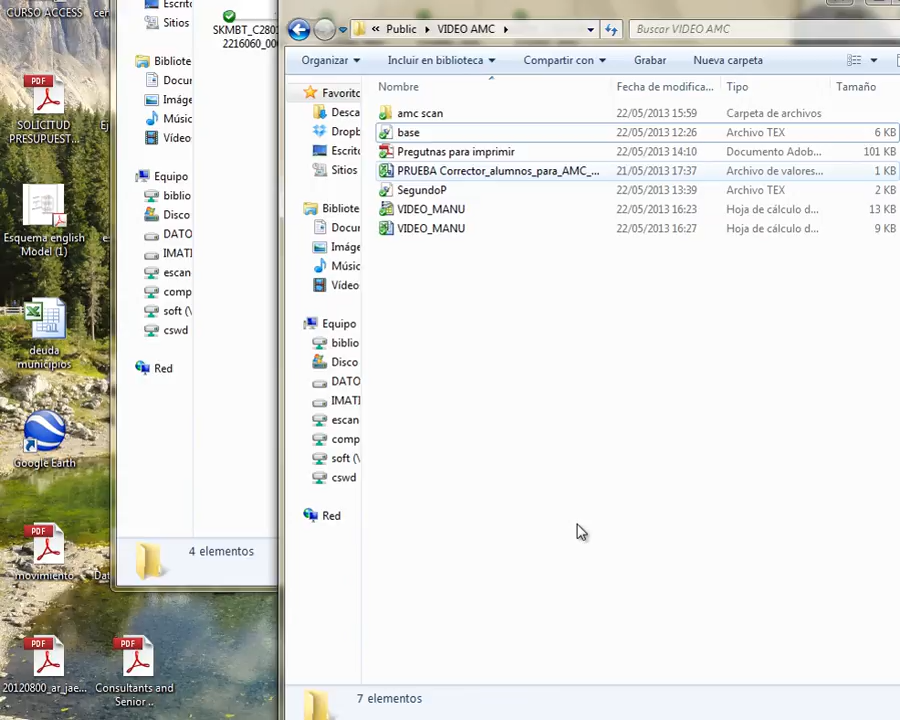 CURSO ACCESS
cer
SOLICITUD
PRESUPUEST...
Ej
Esquema english
Model (1)
deuda
municipios
Google Earth
movimiento
Dat
20120800_ar_jae...
Consultants and
Senior ..
Escrit
Sitios
Bibliote
Docur
Imáge
Músic
Vídec
Equipo
biblio
Disco
DATO
IMATI
escan
comp
soft (\
cswd
Red
SKMBT_C2801
2216060_00
4 elementos
« Public VIDEO AMC
Buscar VIDEO AMC
Organizar
Incluir en biblioteca
Compartir con
Grabar
Nueva carpeta
Favorito
Desca
Dropb
Escrito
Sitios
Bibliote
Docur
Imáge
Músic
Vídeo
Equipo
biblio
Disco
DATO
IMATI
escan
comp
soft (\
cswd
Red
Nombre Fecha de modifica... Tipo Tamaño
amc scan 22/05/2013 15:59 Carpeta de archivos
base 22/05/2013 12:26 Archivo TEX 6 KB
Pregutnas para imprimir 22/05/2013 14:10 Documento Adob... 101 KB
PRUEBA Corrector_alumnos_para_AMC_... 21/05/2013 17:37 Archivo de valores... 1 KB
SegundoP 22/05/2013 13:39 Archivo TEX 2 KB
VIDEO_MANU 22/05/2013 16:23 Hoja de cálculo d... 13 KB
VIDEO_MANU 22/05/2013 16:27 Hoja de cálculo d... 9 KB
7 elementos